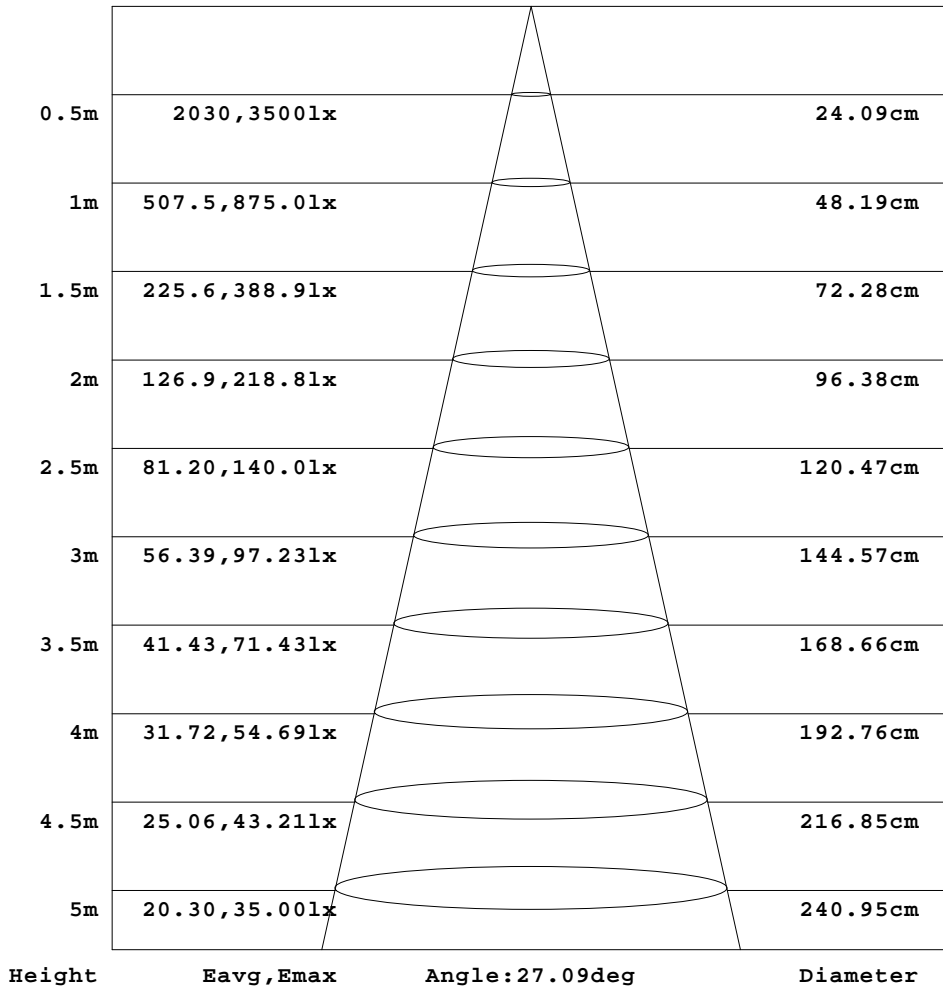 0.5m 2030,3500lx 24.09cm
1m 507.5,875.0lx 48.19cm
1.5m 225.6,388.9lx 72.28cm
2m 126.9,218.8lx 96.38cm
2.5m 81.20,140.0lx 120.47cm
3m 56.39,97.23lx 144.57cm
3.5m 41.43,71.43lx 168.66cm
4m 31.72,54.69lx 192.76cm
4.5m 25.06,43.21lx 216.85cm
5m 20.30,35.00lx 240.95cm
Height Eavg,Emax Angle:27.09deg Diameter